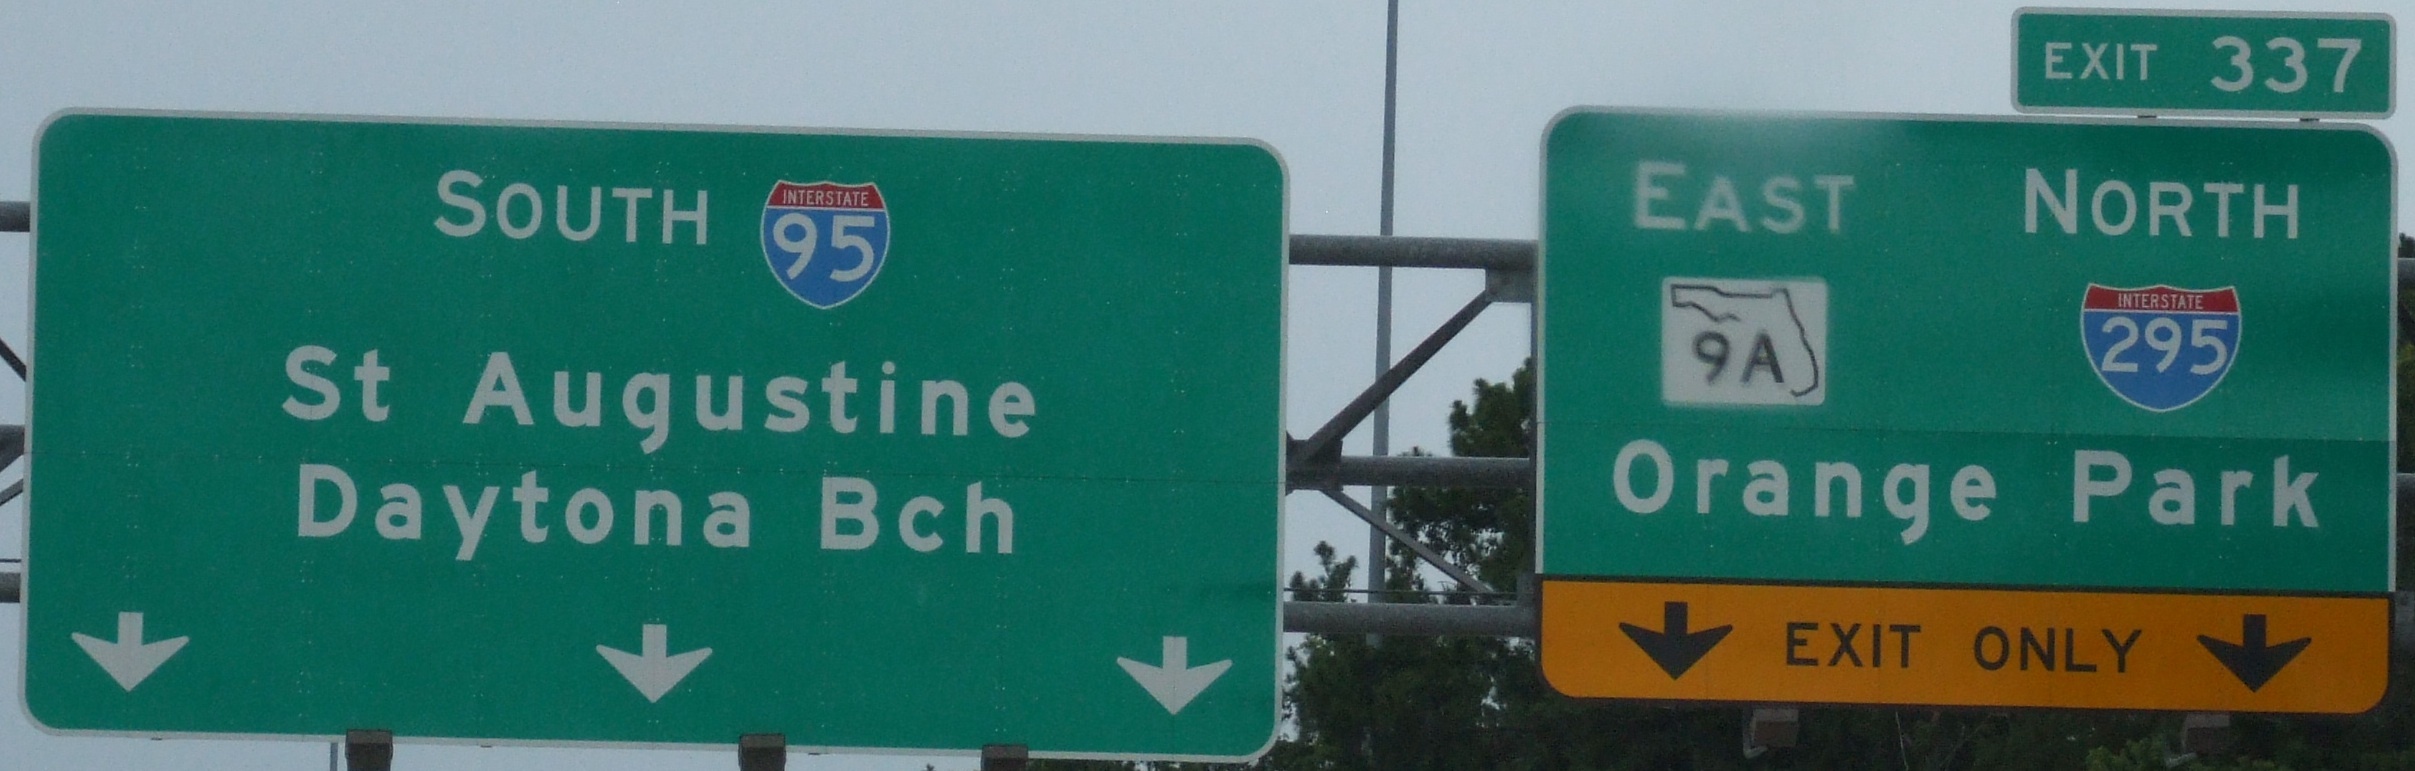 SOUTH INTERSTATE 95
St Augustine
Daytona Bch
EXIT 337
EAST NORTH
9A INTERSTATE 295
Orange Park
EXIT ONLY